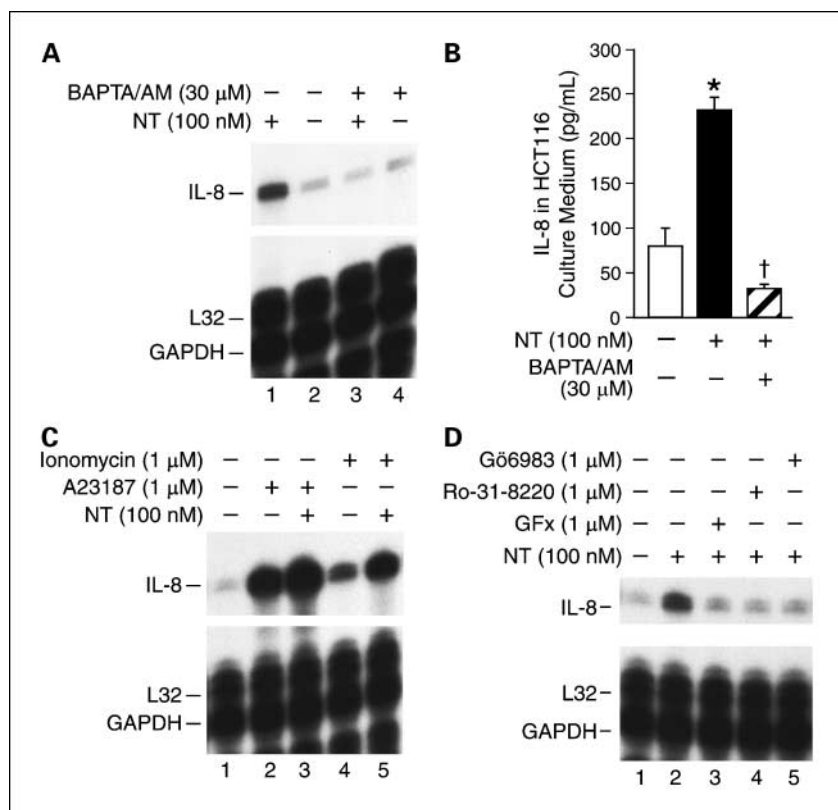 A
BAPTA/AM (30 μM) − − + +
NT (100 nM) + − + −
IL-8
L32
GAPDH
1 2 3 4
B
IL-8 in HCT116
Culture Medium (pg/mL)
300
250
200
150
100
50
0
*
†
NT (100 nM) − + +
BAPTA/AM
(30 μM) − − +
C
Ionomycin (1 μM) − − − + +
A23187 (1 μM) − + + − −
NT (100 nM) − − + − +
IL-8
L32
GAPDH
1 2 3 4 5
D
Gö6983 (1 μM) − − − − +
Ro-31-8220 (1 μM) − − − + −
GFx (1 μM) − − + − −
NT (100 nM) − + + + +
IL-8
L32
GAPDH
1 2 3 4 5